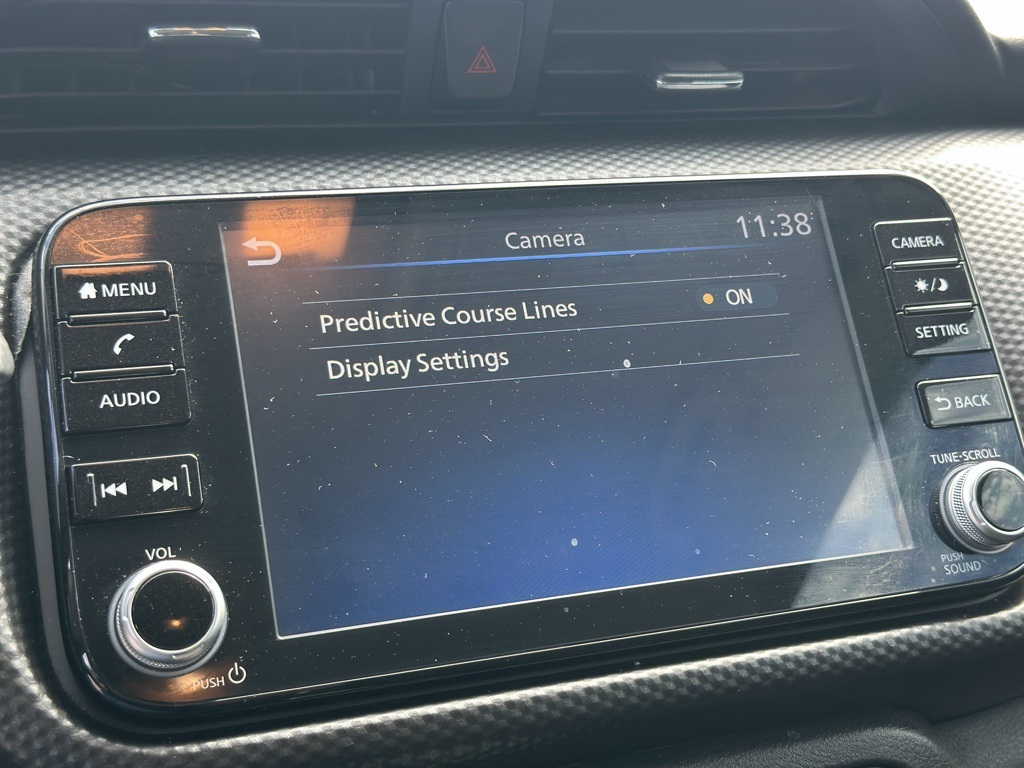 Camera
11:38
Predictive Course Lines
ON
Display Settings
MENU
AUDIO
VOL
PUSH
CAMERA
SETTING
BACK
TUNE·SCROLL
PUSH
SOUND